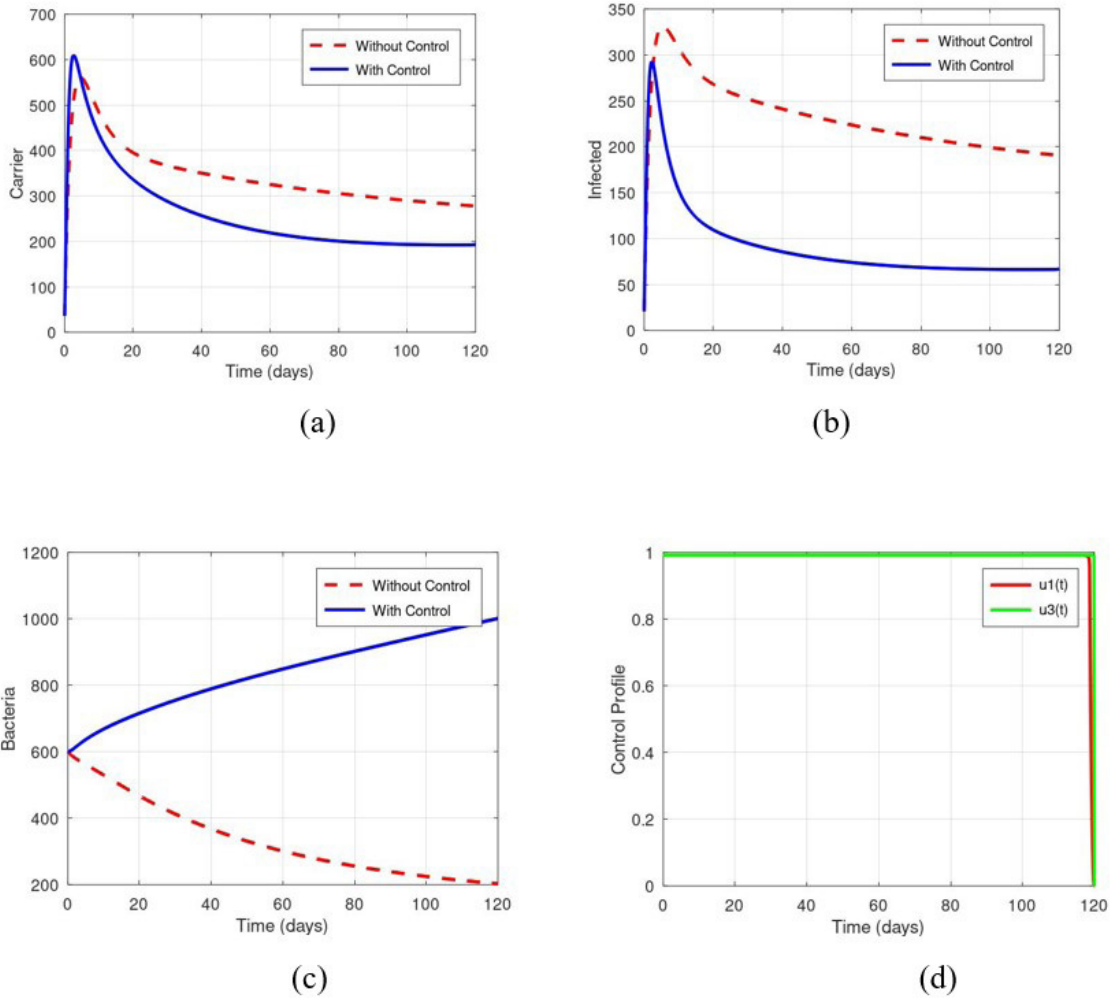 700
600
500
400
300
200
100
0
Carrier
Without Control
With Control
0 20 40 60 80 100 120
Time (days)
(a)
350
300
250
200
150
100
50
0
Infected
Without Control
With Control
0 20 40 60 80 100 120
Time (days)
(b)
1200
1000
800
600
400
200
Bacteria
Without Control
With Control
0 20 40 60 80 100 120
Time (days)
(c)
1
0.8
0.6
0.4
0.2
0
Control Profile
u1(t)
u3(t)
0 20 40 60 80 100 120
Time (days)
(d)